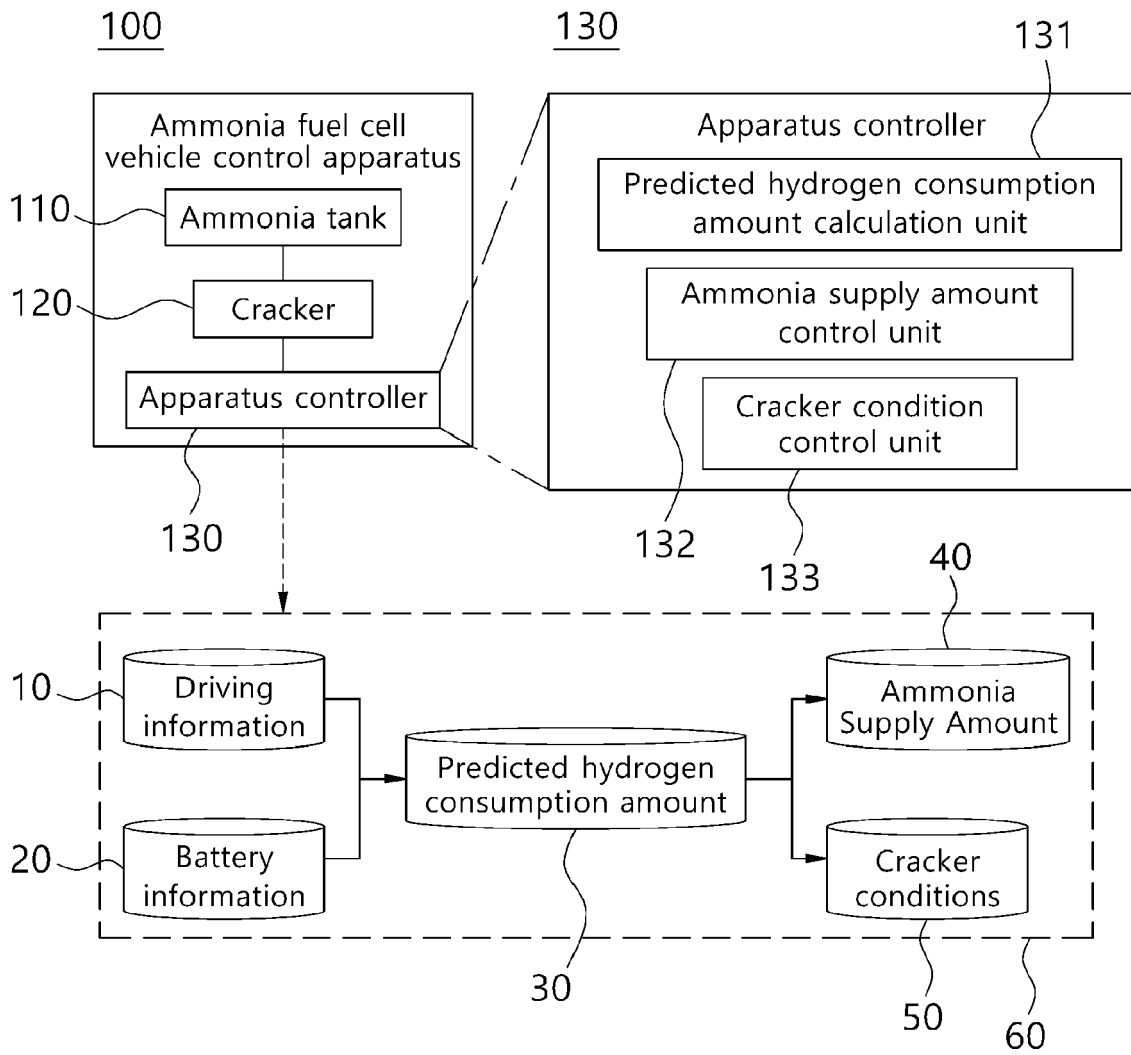 100
130
131
Ammonia fuel cell
vehicle control apparatus
110
Ammonia tank
120
Cracker
Apparatus controller
130
Apparatus controller
Predicted hydrogen consumption
amount calculation unit
Ammonia supply amount
control unit
Cracker condition
control unit
132
133
40
10
Driving
information
20
Battery
information
Predicted hydrogen
consumption amount
30
Ammonia
Supply Amount
Cracker
conditions
50
60